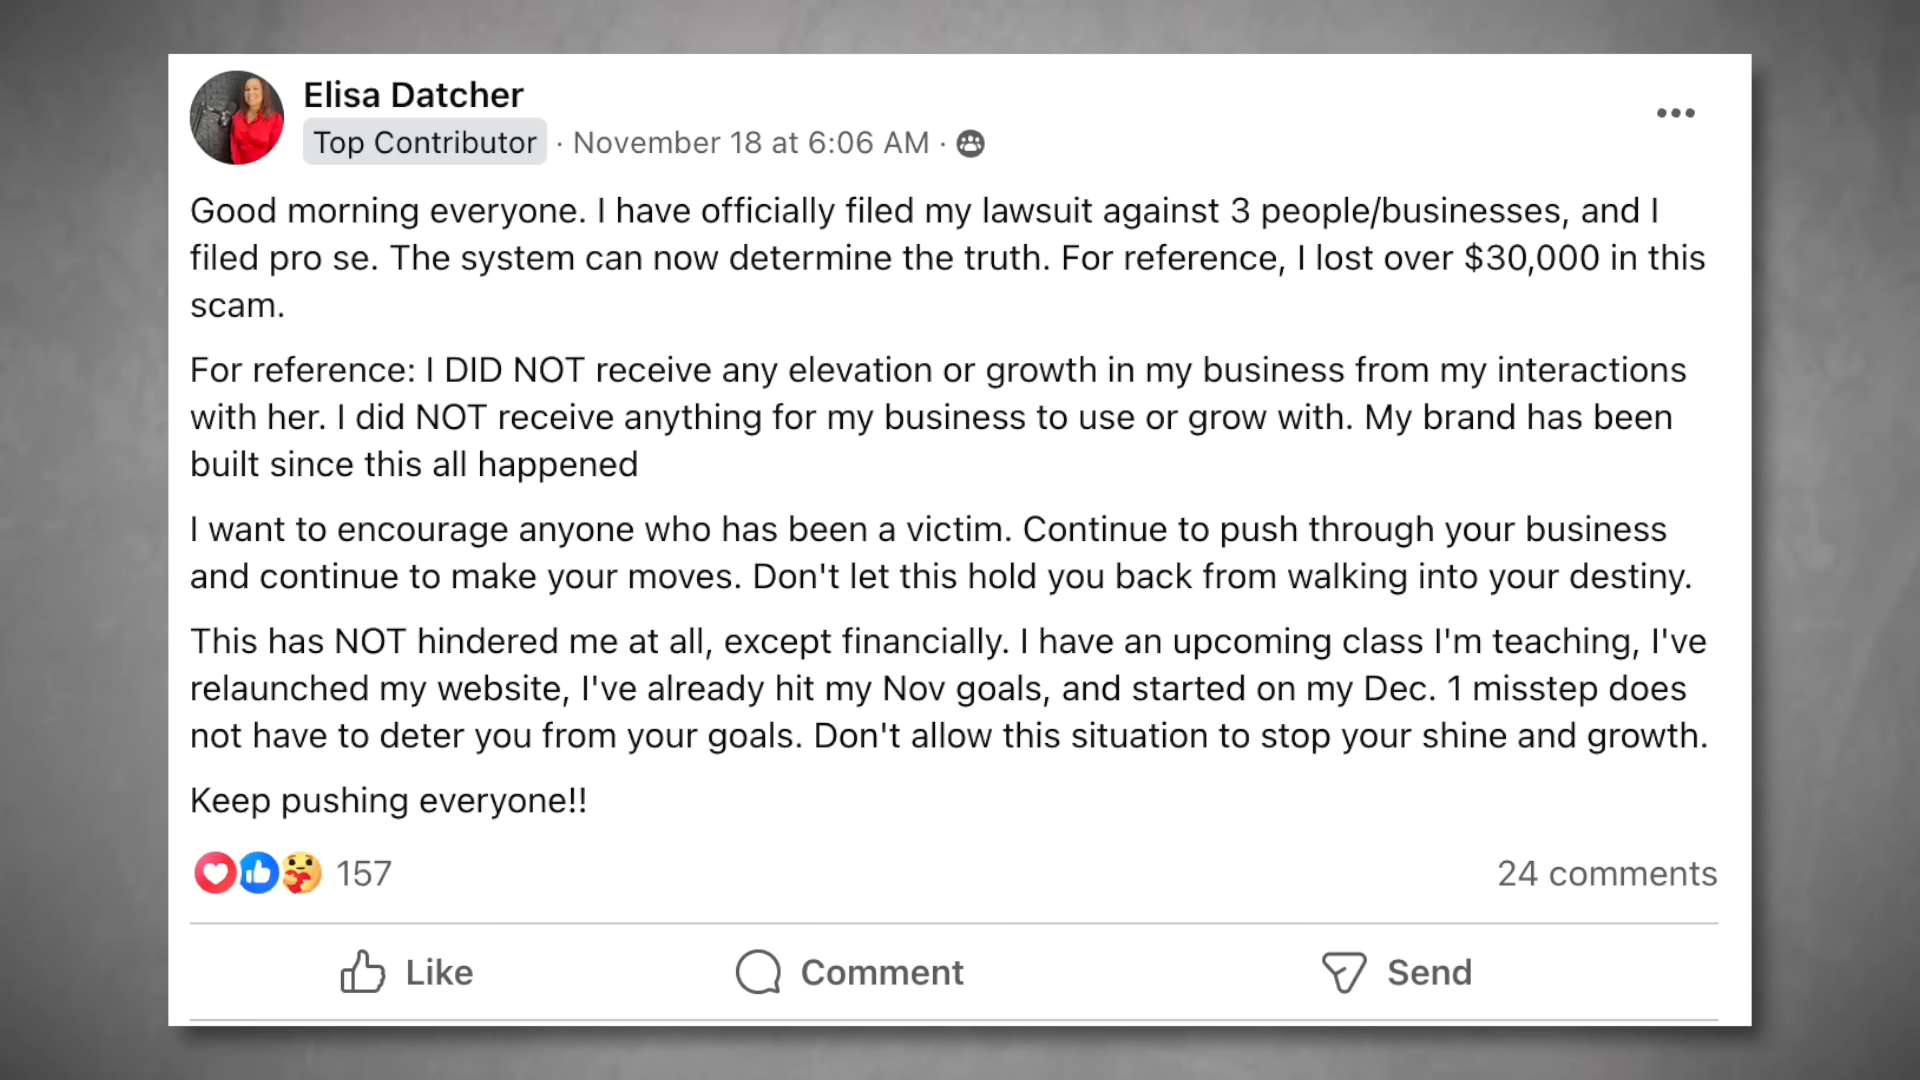 Elisa Datcher
Top Contributor · November 18 at 6:06 AM ·
Good morning everyone. I have officially filed my lawsuit against 3 people/businesses, and I
filed pro se. The system can now determine the truth. For reference, I lost over $30,000 in this
scam.
For reference: I DID NOT receive any elevation or growth in my business from my interactions
with her. I did NOT receive anything for my business to use or grow with. My brand has been
built since this all happened
I want to encourage anyone who has been a victim. Continue to push through your business
and continue to make your moves. Don't let this hold you back from walking into your destiny.
This has NOT hindered me at all, except financially. I have an upcoming class I'm teaching, I've
relaunched my website, I've already hit my Nov goals, and started on my Dec. 1 misstep does
not have to deter you from your goals. Don't allow this situation to stop your shine and growth.
Keep pushing everyone!!
157 24 comments
Like Comment Send